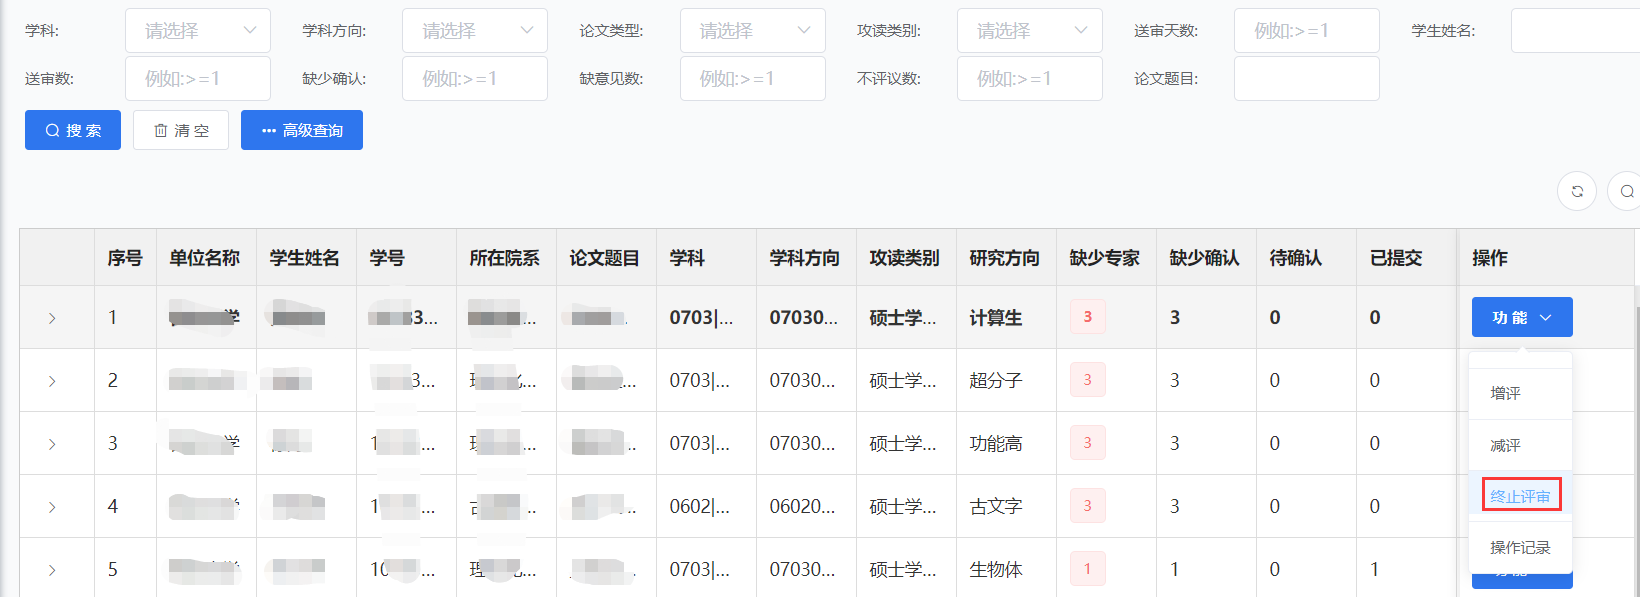 学科: 请选择 学科方向: 请选择 论文类型: 请选择 攻读类别: 请选择 送审天数: 例如:>=1 学生姓名:
送审数: 例如:>=1 缺少确认: 例如:>=1 缺意见数: 例如:>=1 不评议数: 例如:>=1 论文题目:
搜 索 清 空 ••• 高级查询
序号 单位名称 学生姓名 学号 所在院系 论文题目 学科 学科方向 攻读类别 研究方向 缺少专家 缺少确认 待确认 已提交 操作
1 学 3... ... 0703|... 07030... 硕士学... 计算生 3 3 0 0 功 能
2 3... ... ... 0703|... 07030... 硕士学... 超分子 3 3 0 0
增评
3 学 1 ... ... ... 0703|... 07030... 硕士学... 功能高 3 3 0 0
减评
4 1 ... ... ... 0602|... 06020... 硕士学... 古文字 3 3 0 0
终止评审
5 10 ... 理 ... ... 0703|... 07030... 硕士学... 生物体 1 1 0 1
操作记录